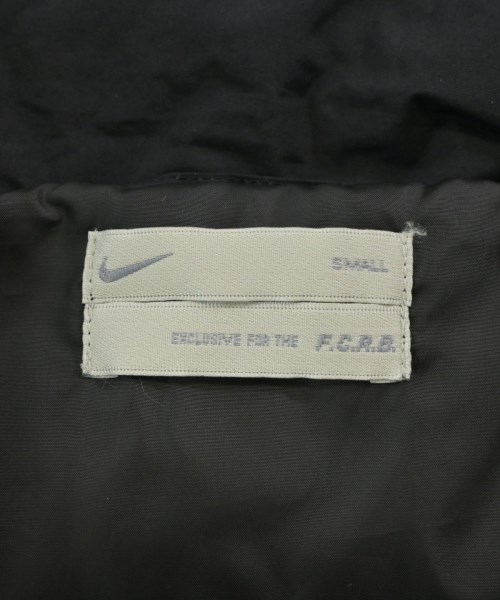 SMALL
EXCLUSIVE FOR THE F.C.R.B.